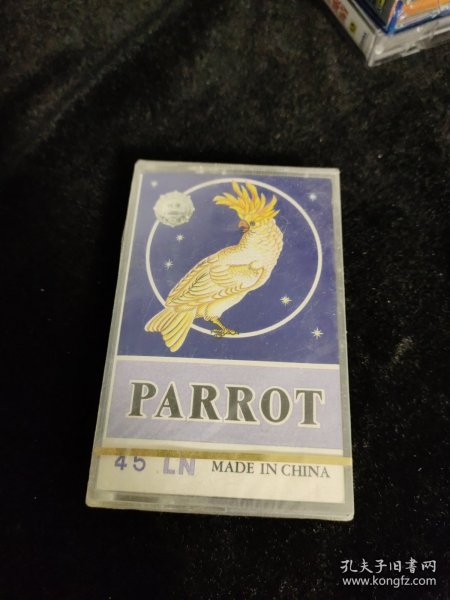 PARROT
45 LN MADE IN CHINA
孔夫子旧书网
www.kongfz.com